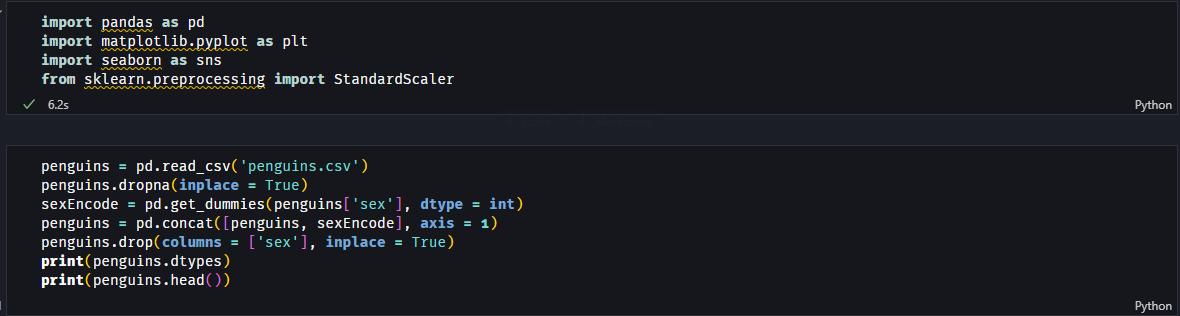 import pandas as pd
import matplotlib.pyplot as plt
import seaborn as sns
from sklearn.preprocessing import StandardScaler
6.2s
Python
penguins = pd.read_csv('penguins.csv')
penguins.dropna(inplace = True)
sexEncode = pd.get_dummies(penguins['sex'], dtype = int)
penguins = pd.concat([penguins, sexEncode], axis = 1)
penguins.drop(columns = ['sex'], inplace = True)
print(penguins.dtypes)
print(penguins.head())
Python